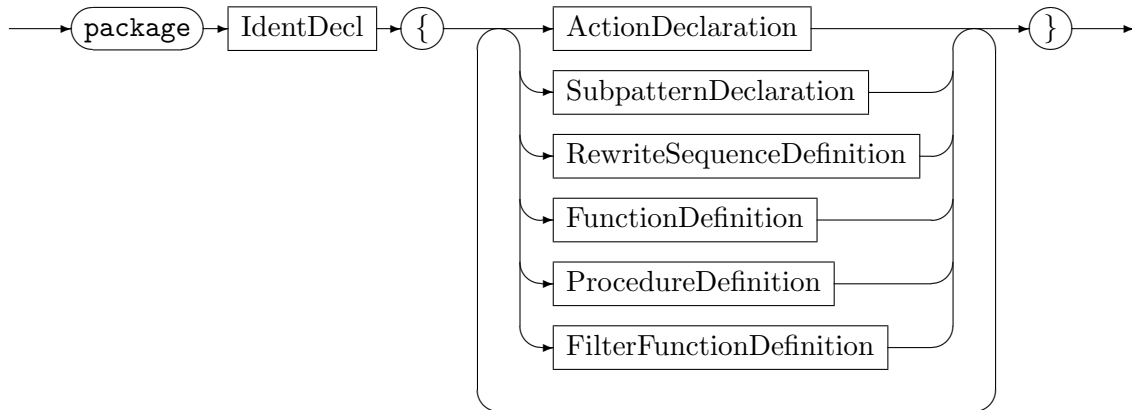 package IdentDecl { ActionDeclaration }
SubpatternDeclaration
RewriteSequenceDefinition
FunctionDefinition
ProcedureDefinition
FilterFunctionDefinition